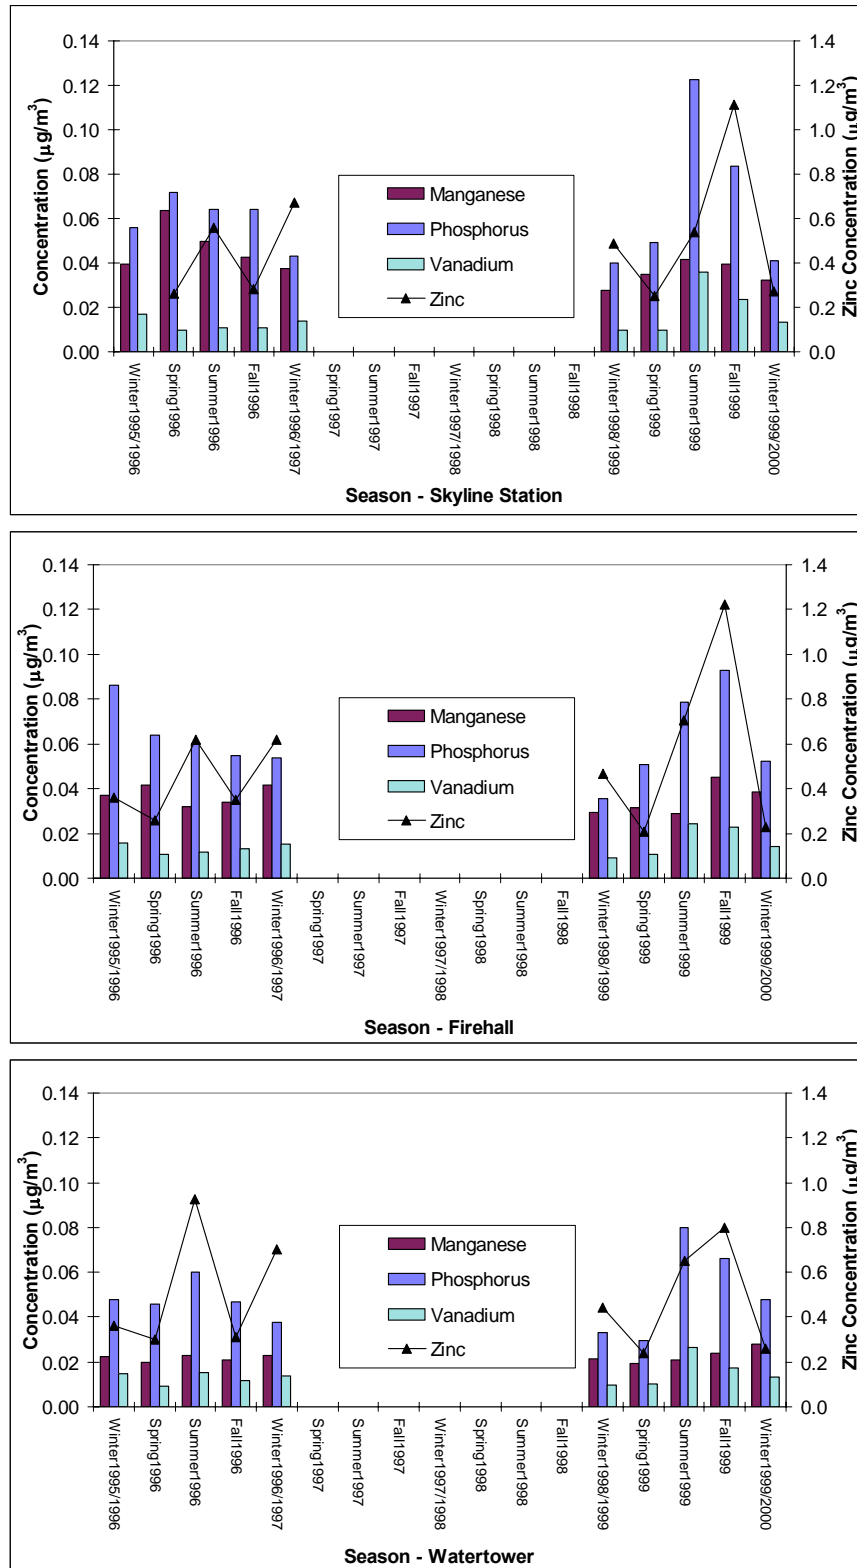 0.14
0.12
0.10
0.08
0.06
0.04
0.02
0.00
Concentration (µg/m³)
1.4
1.2
1.0
0.8
0.6
0.4
0.2
0.0
Zinc Concentration (µg/m³)
Manganese
Phosphorus
Vanadium
Zinc
Winter1995/1996
Spring1996
Summer1996
Fall1996
Winter1996/1997
Spring1997
Summer1997
Fall1997
Winter1997/1998
Spring1998
Summer1998
Fall1998
Winter1998/1999
Spring1999
Summer1999
Fall1999
Winter1999/2000
Season - Skyline Station
0.14
0.12
0.10
0.08
0.06
0.04
0.02
0.00
Concentration (µg/m³)
1.4
1.2
1.0
0.8
0.6
0.4
0.2
0.0
Zinc Concentration (µg/m³)
Manganese
Phosphorus
Vanadium
Zinc
Winter1995/1996
Spring1996
Summer1996
Fall1996
Winter1996/1997
Spring1997
Summer1997
Fall1997
Winter1997/1998
Spring1998
Summer1998
Fall1998
Winter1998/1999
Spring1999
Summer1999
Fall1999
Winter1999/2000
Season - Firehall
0.14
0.12
0.10
0.08
0.06
0.04
0.02
0.00
Concentration (µg/m³)
1.4
1.2
1.0
0.8
0.6
0.4
0.2
0.0
Zinc Concentration (µg/m³)
Manganese
Phosphorus
Vanadium
Zinc
Winter1995/1996
Spring1996
Summer1996
Fall1996
Winter1996/1997
Spring1997
Summer1997
Fall1997
Winter1997/1998
Spring1998
Summer1998
Fall1998
Winter1998/1999
Spring1999
Summer1999
Fall1999
Winter1999/2000
Season - Watertower